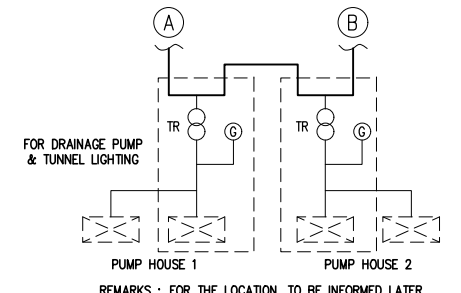 A
B
TR
G
TR
G
FOR DRAINAGE PUMP
& TUNNEL LIGHTING
PUMP HOUSE 1
PUMP HOUSE 2
REMARKS : FOR THE LOCATION, TO BE INFORMED LATER